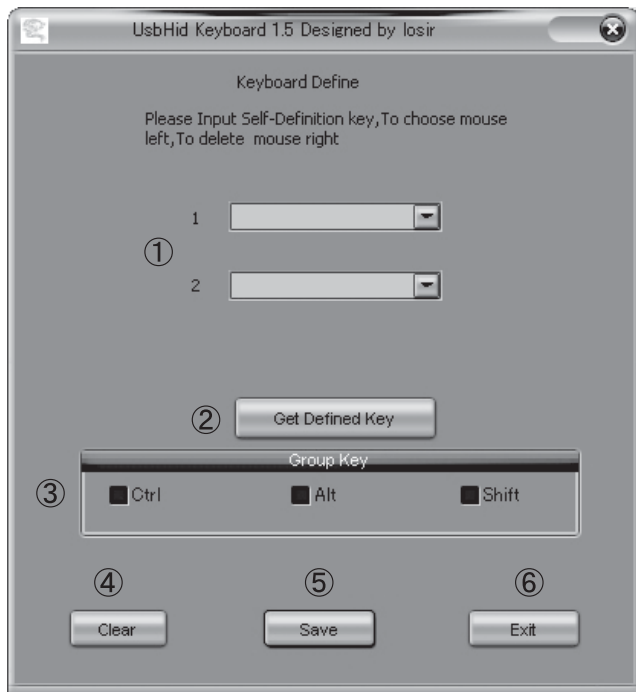 UsbHid Keyboard 1.5 Designed by losir
Keyboard Define
Please Input Self-Definition key,To choose mouse
left,To delete mouse right
1
①
2
② Get Defined Key
Group Key
③ Ctrl Alt Shift
④ ⑤ ⑥
Clear Save Exit